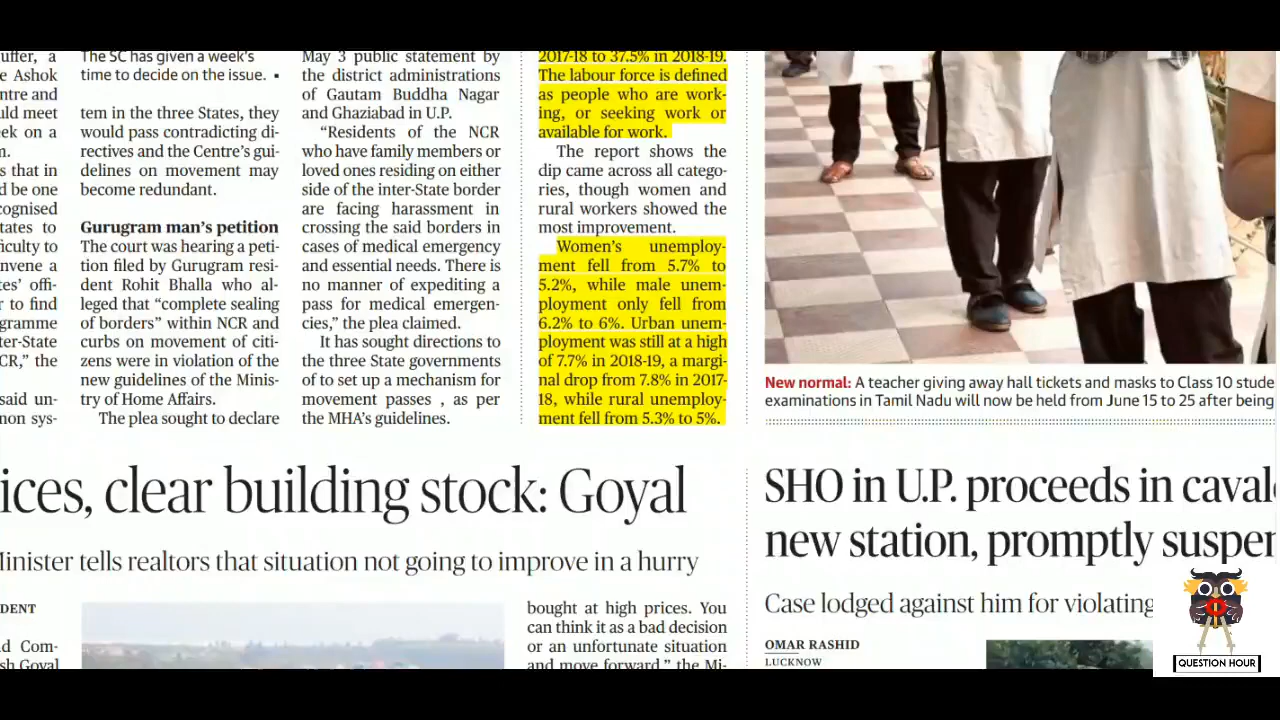 uffer, a
e Ashok
ntre and
uld meet
ek on a
m.
s that in
d be one
cognised
tates to
ficulty to
nvene a
tes’ offi-
r to find
gramme
ter-State
CR,” the
said un-
non sys-
The SC has given a week's
time to decide on the issue. ▪
tem in the three States, they
would pass contradicting di-
rectives and the Centre’s gui-
delines on movement may
become redundant.
Gurugram man’s petition
The court was hearing a peti-
tion filed by Gurugram resi-
dent Rohit Bhalla who al-
leged that “complete sealing
of borders” within NCR and
curbs on movement of citi-
zens were in violation of the
new guidelines of the Minis-
try of Home Affairs.
The plea sought to declare
May 3 public statement by
the district administrations
of Gautam Buddha Nagar
and Ghaziabad in U.P.
“Residents of the NCR
who have family members or
loved ones residing on either
side of the inter-State border
are facing harassment in
crossing the said borders in
cases of medical emergency
and essential needs. There is
no manner of expediting a
pass for medical emergen-
cies,” the plea claimed.
It has sought directions to
the three State governments
of to set up a mechanism for
movement passes , as per
the MHA’s guidelines.
2017-18 to 37.5% in 2018-19.
The labour force is defined
as people who are work-
ing, or seeking work or
available for work.
The report shows the
dip came across all catego-
ries, though women and
rural workers showed the
most improvement.
Women’s unemploy-
ment fell from 5.7% to
5.2%, while male unem-
ployment only fell from
6.2% to 6%. Urban unem-
ployment was still at a high
of 7.7% in 2018-19, a margi-
nal drop from 7.8% in 2017-
18, while rural unemploy-
ment fell from 5.3% to 5%.
New normal: A teacher giving away hall tickets and masks to Class 10 stude
examinations in Tamil Nadu will now be held from June 15 to 25 after being
ices, clear building stock: Goyal
Minister tells realtors that situation not going to improve in a hurry
DENT
d Com-
sh Goyal
bought at high prices. You
can think it as a bad decision
or an unfortunate situation
and move forward,” the Mi-
SHO in U.P. proceeds in caval
new station, promptly suspen
Case lodged against him for violating
OMAR RASHID
LUCKNOW
QUESTION HOUR